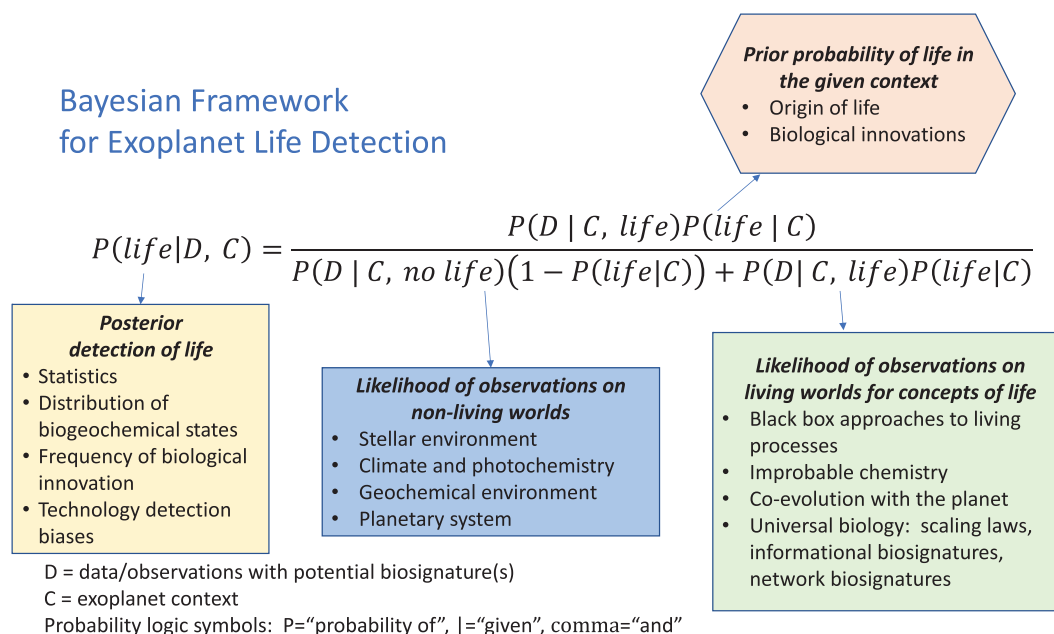 Bayesian Framework
for Exoplanet Life Detection
Prior probability of life in
the given context
• Origin of life
• Biological innovations
P(life|D, C) = P(D | C, life)P(life | C)
P(D | C, no life)(1 − P(life|C)) + P(D| C, life)P(life|C)
Posterior
detection of life
• Statistics
• Distribution of
biogeochemical states
• Frequency of biological
innovation
• Technology detection
biases
Likelihood of observations on
non-living worlds
• Stellar environment
• Climate and photochemistry
• Geochemical environment
• Planetary system
Likelihood of observations on
living worlds for concepts of life
• Black box approaches to living
processes
• Improbable chemistry
• Co-evolution with the planet
• Universal biology: scaling laws,
informational biosignatures,
network biosignatures
D = data/observations with potential biosignature(s)
C = exoplanet context
Probability logic symbols: P=“probability of”, |=“given”, comma=“and”